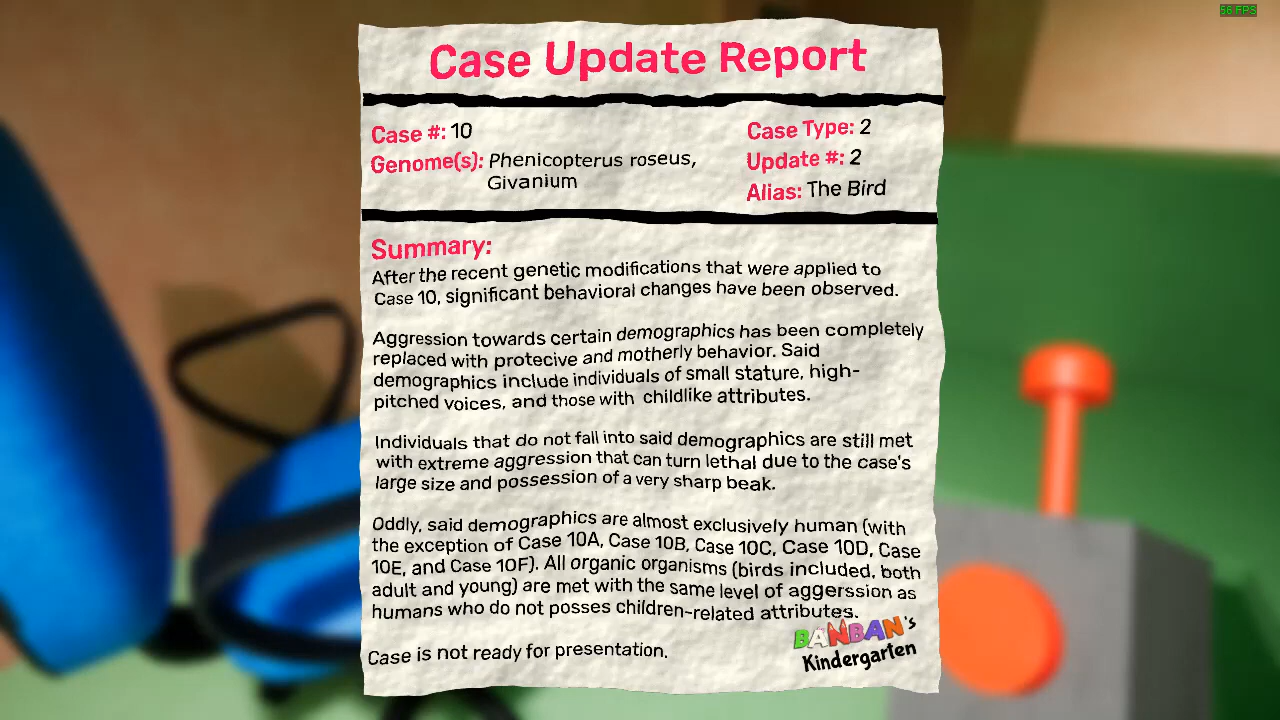 56 FPS
Case Update Report
Case #: 10
Case Type: 2
Genome(s): Phenicopterus roseus,
Givanium
Update #: 2
Alias: The Bird
Summary:
After the recent genetic modifications that were applied to
Case 10, significant behavioral changes have been observed.
Aggression towards certain demographics has been completely
replaced with protecive and motherly behavior. Said
demographics include individuals of small stature, high-
pitched voices, and those with childlike attributes.
Individuals that do not fall into said demographics are still met
with extreme aggression that can turn lethal due to the case's
large size and possession of a very sharp beak.
Oddly, said demographics are almost exclusively human (with
the exception of Case 10A, Case 10B, Case 10C, Case 10D, Case
10E, and Case 10F). All organic organisms (birds included, both
adult and young) are met with the same level of aggerssion as
humans who do not posses children-related attributes.
Case is not ready for presentation.
BANBAN's
Kindergarten